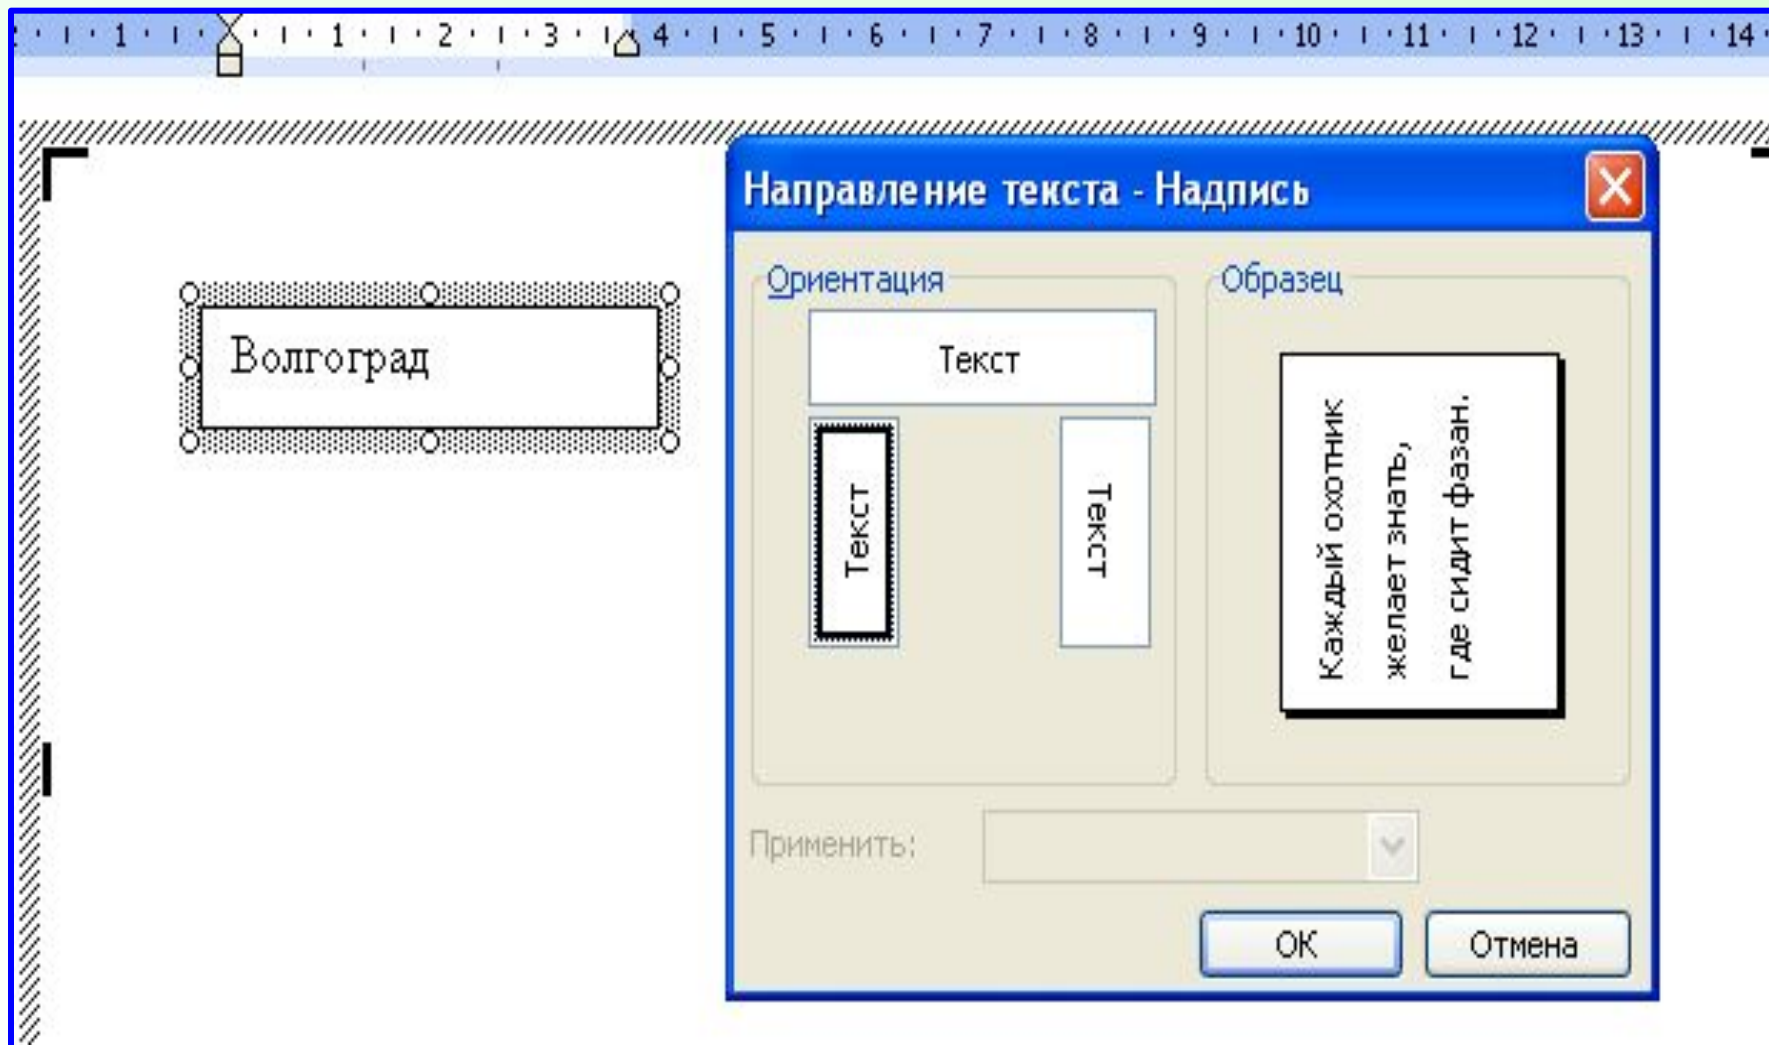 1 · 1 · 2 · 3 · 4 · 5 · 6 · 7 · 8 · 9 · 10 · 11 · 12 · 13 · 14
Направление текста - Надпись
Волгоград
Ориентация
Текст
Текст
Текст
Образец
Каждый охотник
желает знать,
где сидит фазан.
Применить:
ОК
Отмена